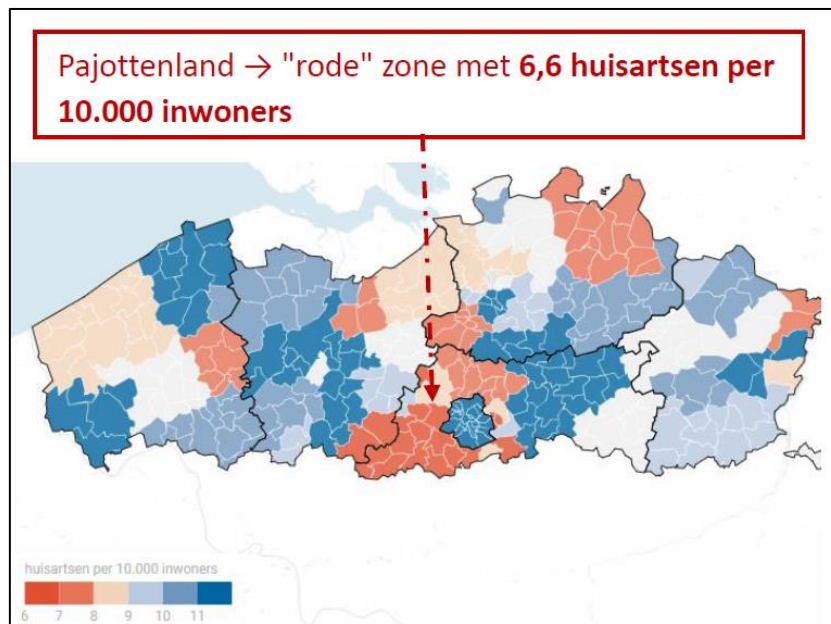 Pajottenland → "rode" zone met 6,6 huisartsen per
10.000 inwoners
huisartsen per 10.000 inwoners
6 7 8 9 10 11